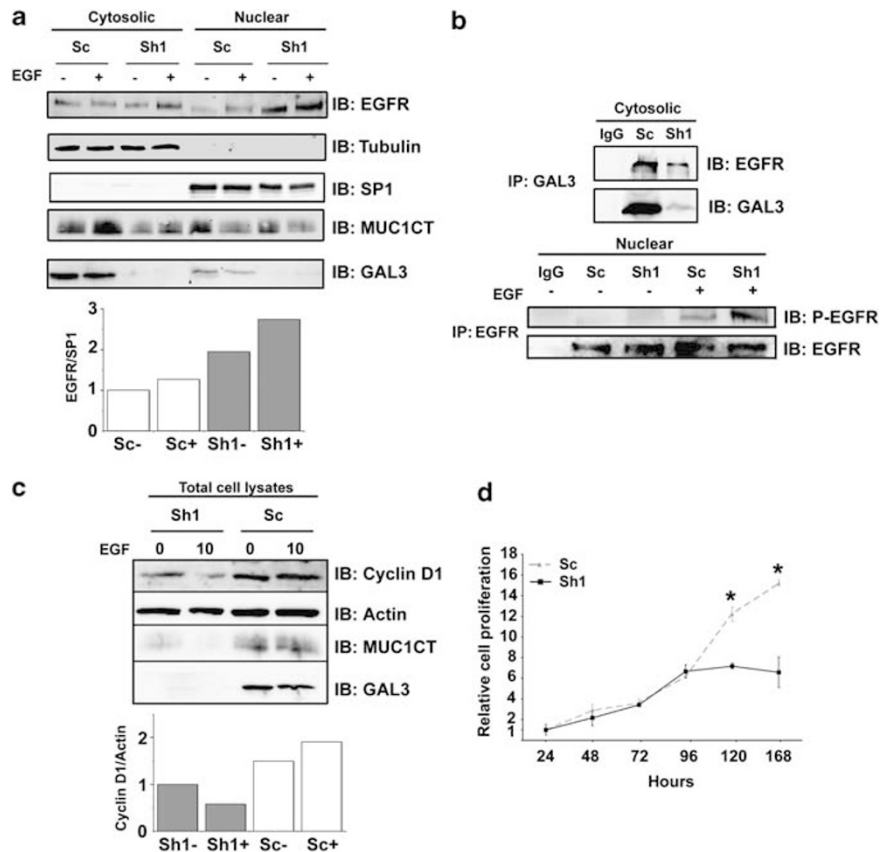 a
Cytosolic Nuclear
Sc Sh1 Sc Sh1
EGF - + - + - + - +
IB: EGFR
IB: Tubulin
IB: SP1
IB: MUC1CT
IB: GAL3
EGFR/SP1
3
2
1
0
Sc- Sc+ Sh1- Sh1+
b
Cytosolic
IgG Sc Sh1
IP: GAL3
IB: EGFR
IB: GAL3
Nuclear
IgG Sc Sh1 Sc Sh1
EGF - - - + +
IP: EGFR
IB: P-EGFR
IB: EGFR
c
Total cell lysates
Sh1 Sc
EGF 0 10 0 10
IB: Cyclin D1
IB: Actin
IB: MUC1CT
IB: GAL3
Cyclin D1/Actin
2
1
0
Sh1- Sh1+ Sc- Sc+
d
Relative cell proliferation
18
16
14
12
10
8
6
4
2
1
Sc
Sh1
* *
24 48 72 96 120 168
Hours